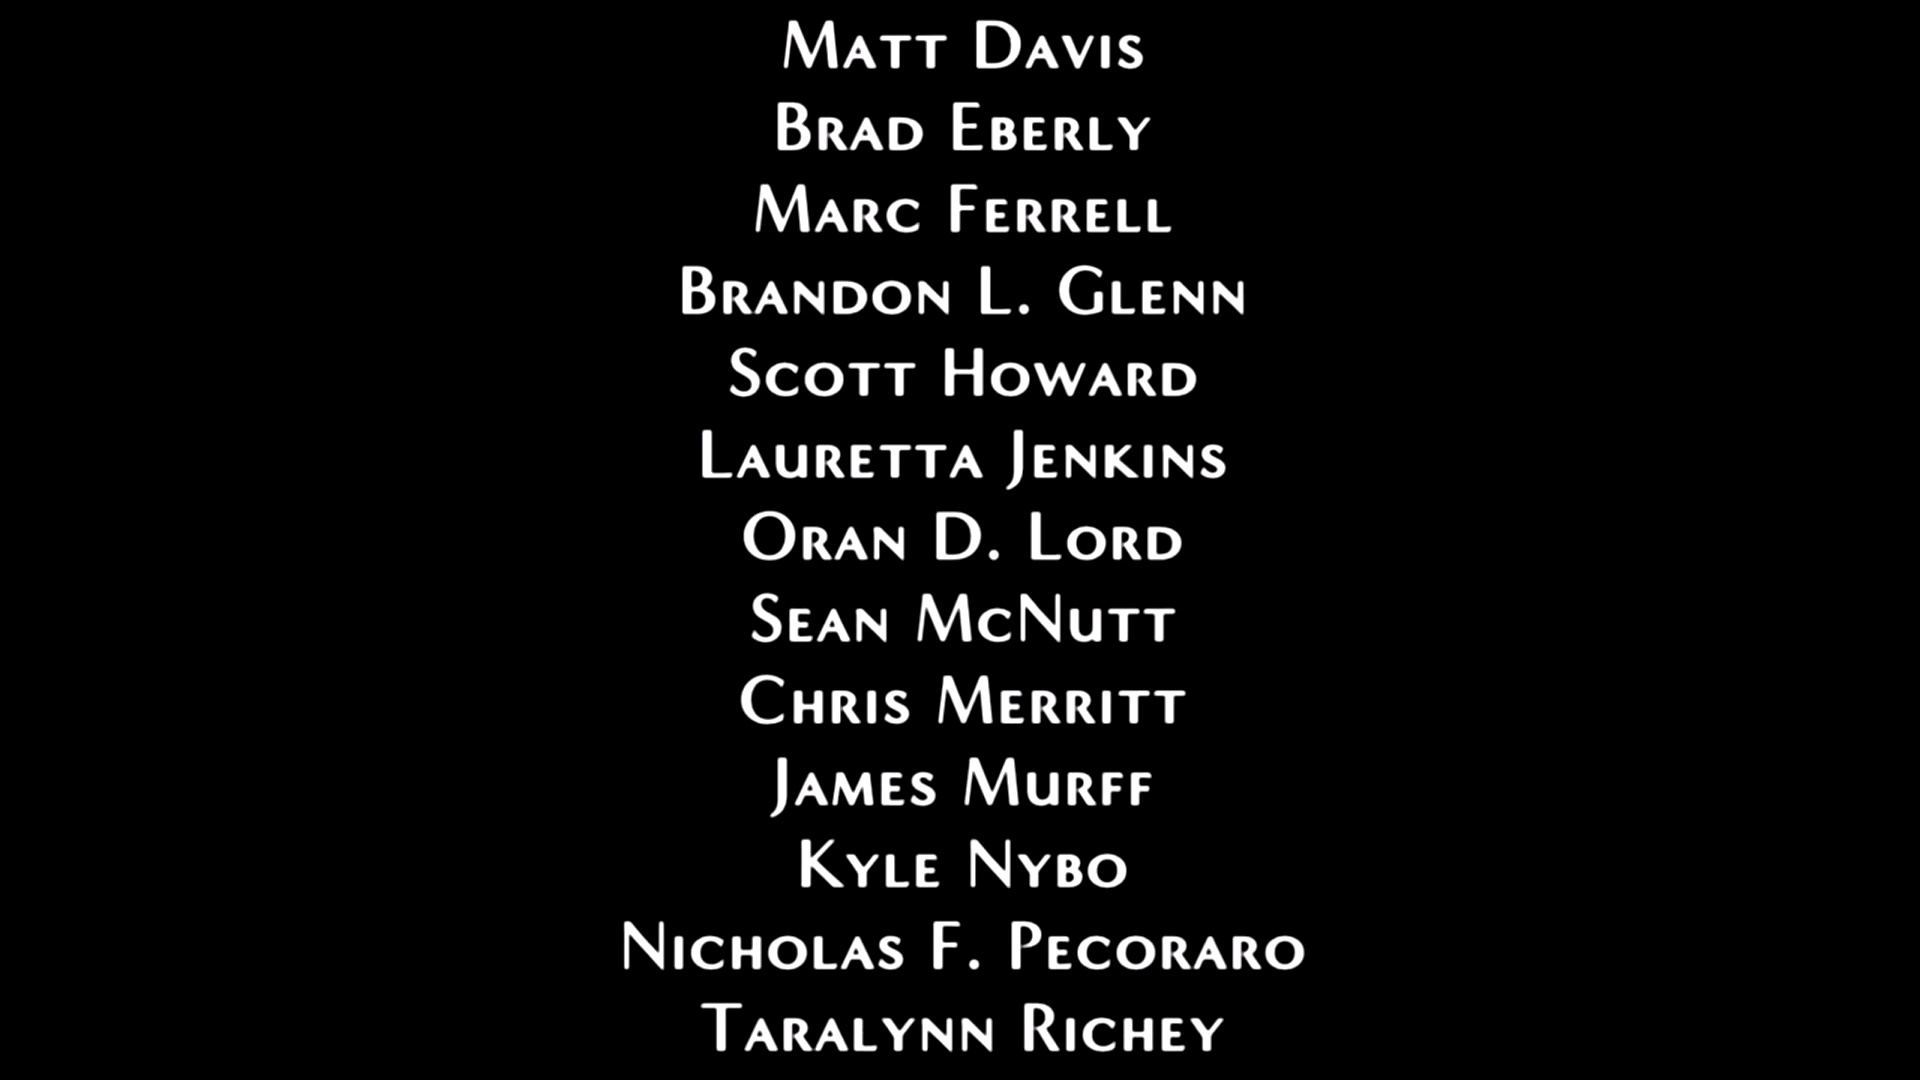 Matt Davis
Brad Eberly
Marc Ferrell
Brandon L. Glenn
Scott Howard
Lauretta Jenkins
Oran D. Lord
Sean McNutt
Chris Merritt
James Murff
Kyle Nybo
Nicholas F. Pecoraro
Taralynn Richey